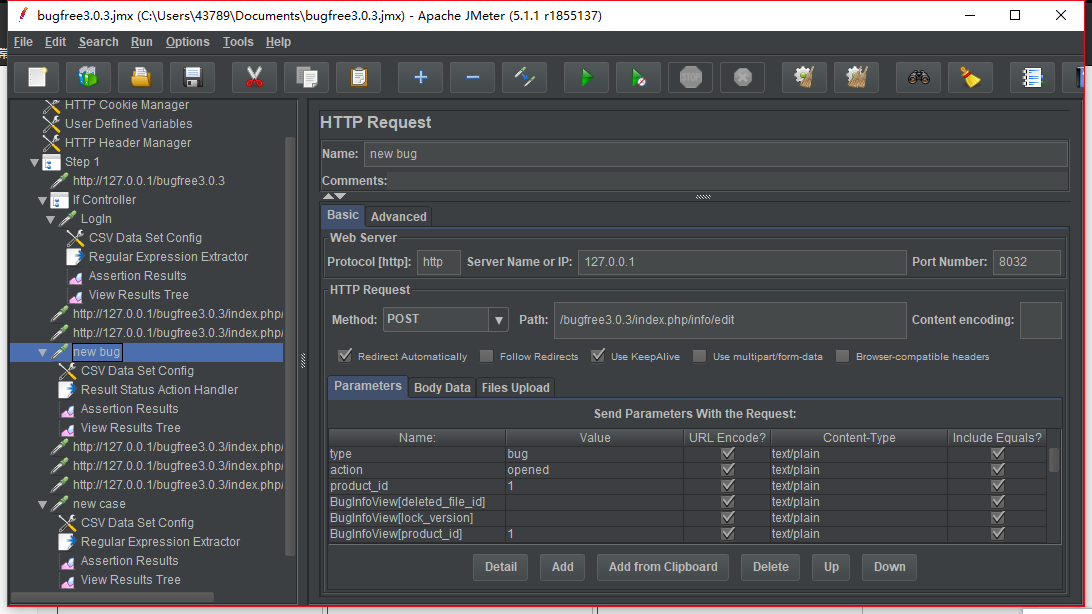 bugfree3.0.3.jmx (C:\Users\43789\Documents\bugfree3.0.3.jmx) - Apache JMeter (5.1.1 r1855137)
File Edit Search Run Options Tools Help
STOP
HTTP Cookie Manager
User Defined Variables
HTTP Header Manager
Step 1
http://127.0.0.1/bugfree3.0.3
If Controller
LogIn
CSV Data Set Config
Regular Expression Extractor
Assertion Results
View Results Tree
http://127.0.0.1/bugfree3.0.3/index.php/
http://127.0.0.1/bugfree3.0.3/index.php/
new bug
CSV Data Set Config
Result Status Action Handler
Assertion Results
View Results Tree
http://127.0.0.1/bugfree3.0.3/index.php/
http://127.0.0.1/bugfree3.0.3/index.php/
http://127.0.0.1/bugfree3.0.3/index.php/
new case
CSV Data Set Config
Regular Expression Extractor
Assertion Results
View Results Tree
HTTP Request
Name: new bug
Comments:
Basic Advanced
Web Server
Protocol [http]: http Server Name or IP: 127.0.0.1 Port Number: 8032
HTTP Request
Method: POST Path: /bugfree3.0.3/index.php/info/edit Content encoding:
Redirect Automatically Follow Redirects Use KeepAlive Use multipart/form-data Browser-compatible headers
Parameters Body Data Files Upload
Send Parameters With the Request:
Name: Value URL Encode? Content-Type Include Equals?
type bug text/plain
action opened text/plain
product_id 1 text/plain
BugInfoView[deleted_file_id] text/plain
BugInfoView[lock_version] text/plain
BugInfoView[product_id] 1 text/plain
Detail Add Add from Clipboard Delete Up Down